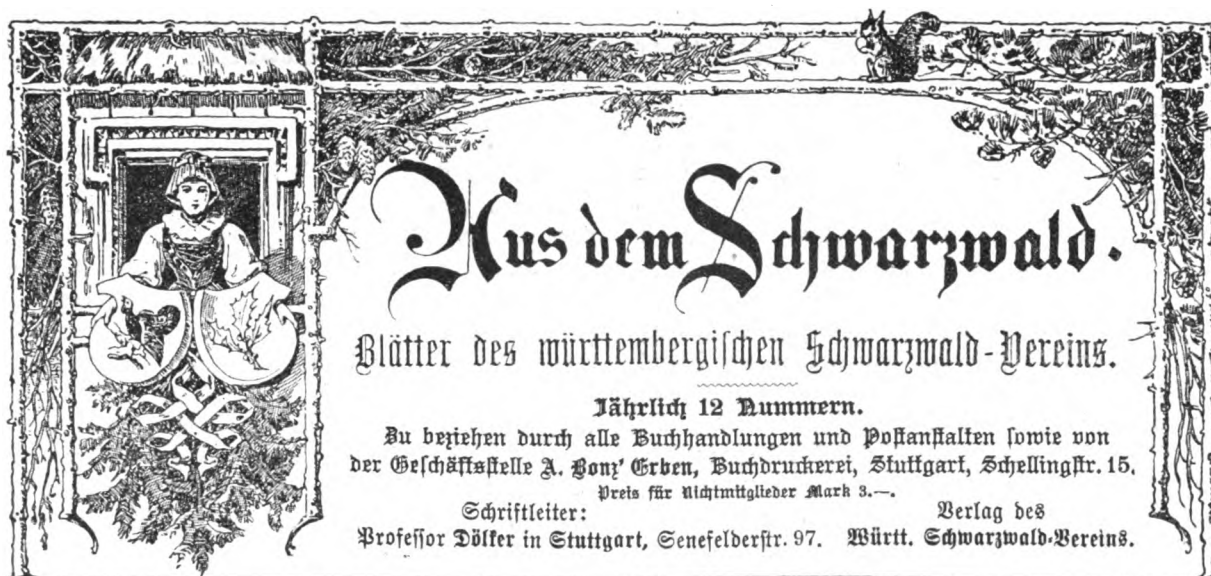 Aus dem Schwarzwald.
Blätter des württembergischen Schwarzwald-Vereins.
Jährlich 12 Nummern.
Zu beziehen durch alle Buchhandlungen und Postanstalten sowie von
der Geschäftsstelle A. Bonz' Erben, Buchdruckerei, Stuttgart, Schellingstr. 15.
Preis für Nichtmitglieder Mark 3.—.
Schriftleiter:
Professor Dölker in Stuttgart, Senefelderstr. 97.
Verlag des
Württ. Schwarzwald-Vereins.